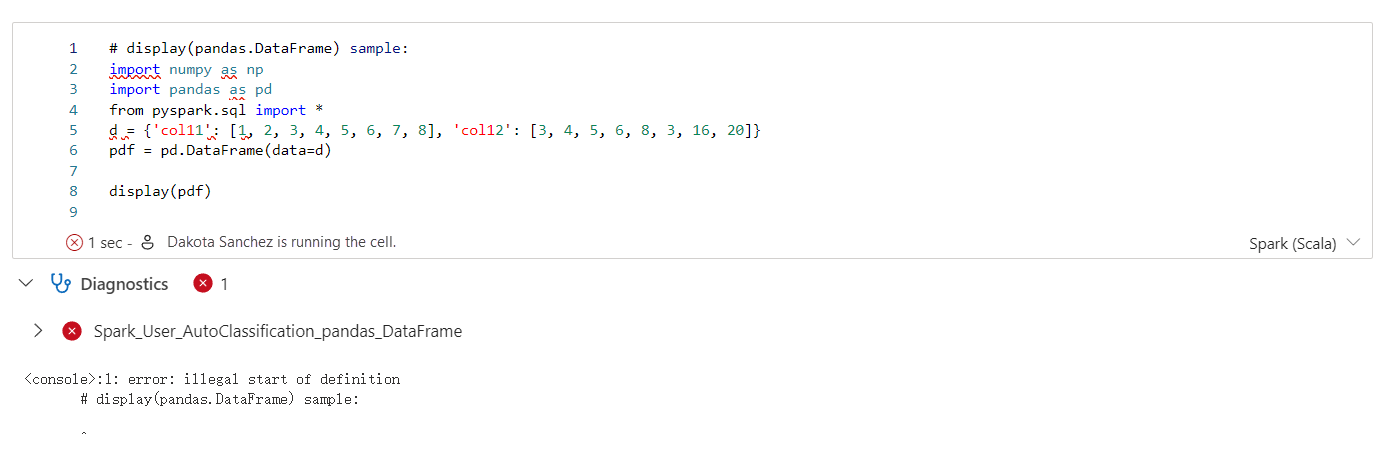 1 # display(pandas.DataFrame) sample:
2 import numpy as np
3 import pandas as pd
4 from pyspark.sql import *
5 d = {'col11': [1, 2, 3, 4, 5, 6, 7, 8], 'col12': [3, 4, 5, 6, 8, 3, 16, 20]}
6 pdf = pd.DataFrame(data=d)
7
8 display(pdf)
9
1 sec - Dakota Sanchez is running the cell. Spark (Scala)
Diagnostics 1
Spark_User_AutoClassification_pandas_DataFrame
<console>:1: error: illegal start of definition
# display(pandas.DataFrame) sample:
^